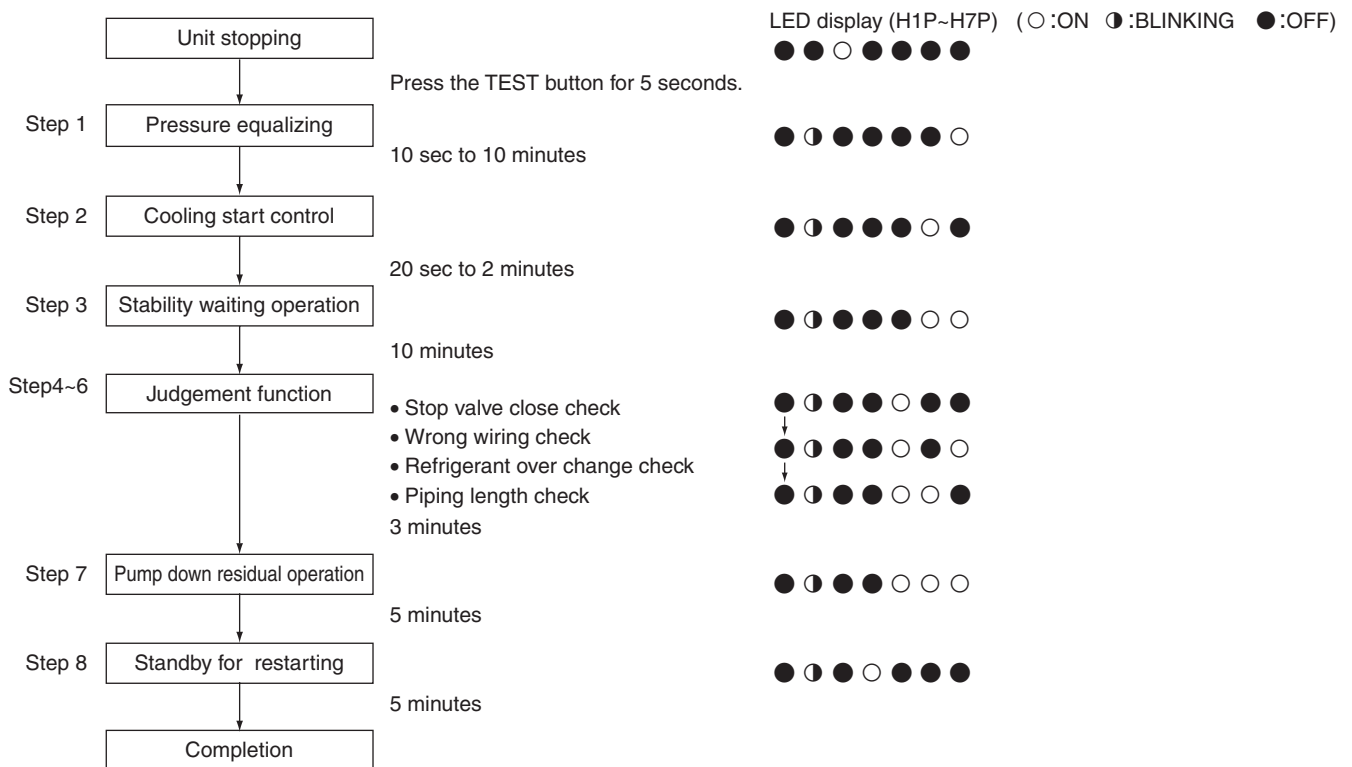 LED display (H1P~H7P) (○:ON ◑:BLINKING ●:OFF)
Unit stopping
●●○●●●●
Press the TEST button for 5 seconds.
Step 1 Pressure equalizing
●◑●●●●○
10 sec to 10 minutes
Step 2 Cooling start control
●◑●●●○●
20 sec to 2 minutes
Step 3 Stability waiting operation
●◑●●●○○
10 minutes
Step4~6 Judgement function
• Stop valve close check
●◑●●○●●
• Wrong wiring check
●◑●●○●○
• Refrigerant over change check
• Piping length check
●◑●●○○●
3 minutes
Step 7 Pump down residual operation
●◑●●○○○
5 minutes
Step 8 Standby for restarting
●◑●○●●●
5 minutes
Completion